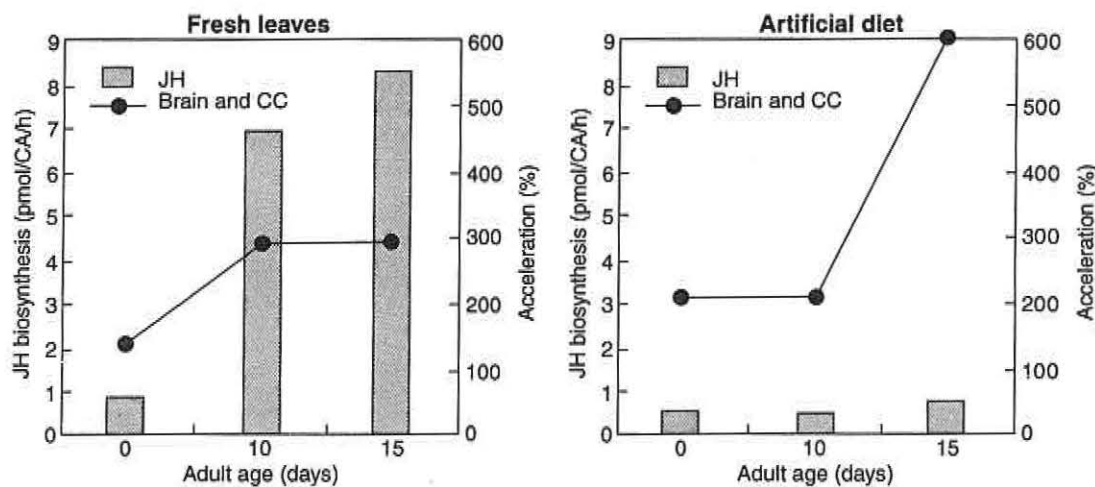 Fresh leaves
9
8
7
6
5
4
3
2
1
0
JH biosynthesis (pmol/CA/h)
JH
Brain and CC
600
500
400
300
200
100
0
Acceleration (%)
0 10 15
Adult age (days)
Artificial diet
9
8
7
6
5
4
3
2
1
0
JH biosynthesis (pmol/CA/h)
JH
Brain and CC
600
500
400
300
200
100
0
Acceleration (%)
0 10 15
Adult age (days)